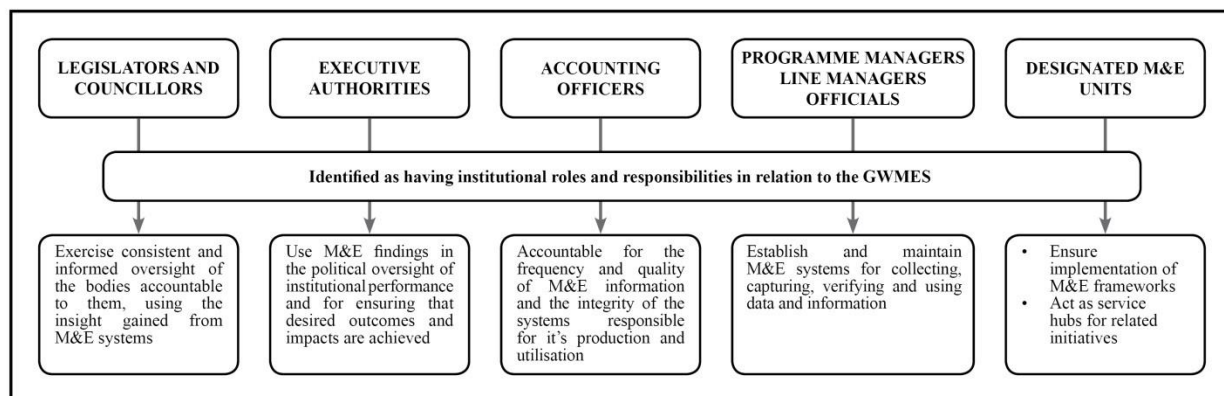 LEGISLATORS AND
COUNCILLORS
EXECUTIVE
AUTHORITIES
ACCOUNTING
OFFICERS
PROGRAMME MANAGERS
LINE MANAGERS
OFFICIALS
DESIGNATED M&E
UNITS
Identified as having institutional roles and responsibilities in relation to the GWMES
Exercise consistent and
informed oversight of
the bodies accountable
to them, using the
insight gained from
M&E systems
Use M&E findings in
the political oversight of
institutional performance
and for ensuring that
desired outcomes and
impacts are achieved
Accountable for the
frequency and quality
of M&E information
and the integrity of the
systems responsible
for it's production and
utilisation
Establish and maintain
M&E systems for collecting,
capturing, verifying and using
data and information
• Ensure
implementation of
M&E frameworks
• Act as service
hubs for related
initiatives